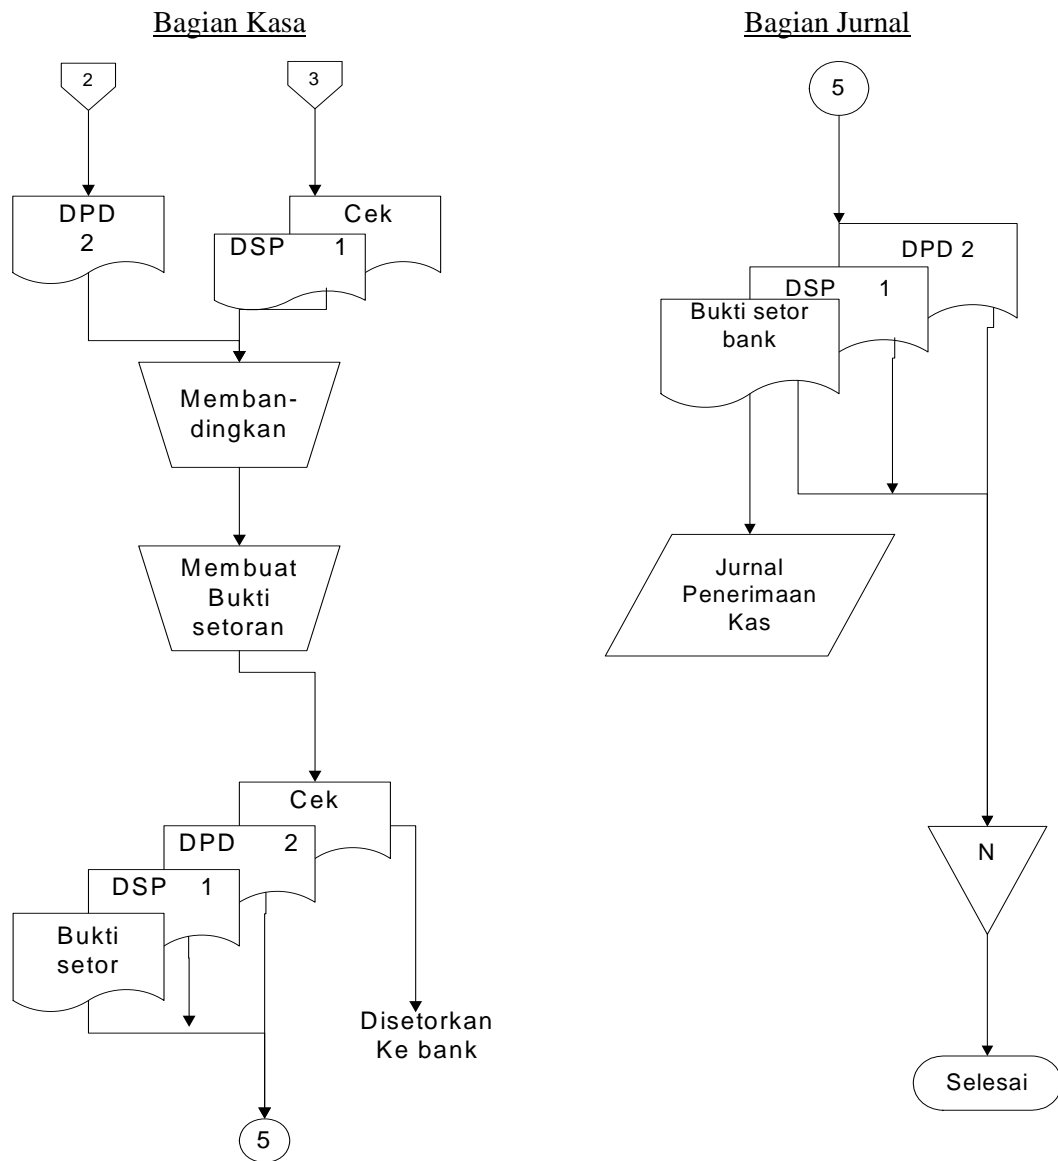 Bagian Kasa
2
3
DPD
2
Cek
DSP 1
Memban-
dingkan
Membuat
Bukti
setoran
Cek
DPD 2
DSP 1
Bukti
setor
Disetorkan
Ke bank
5
Bagian Jurnal
5
DPD 2
DSP 1
Bukti setor
bank
Jurnal
Penerimaan
Kas
N
Selesai